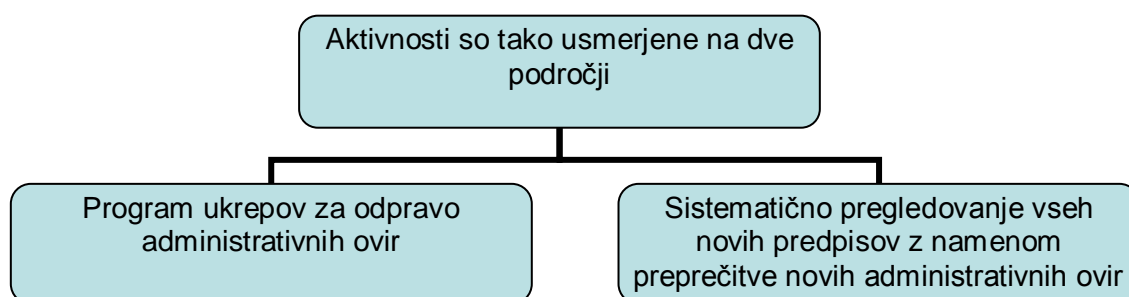 Aktivnosti so tako usmerjene na dve
področji
Program ukrepov za odpravo
administrativnih ovir
Sistematično pregledovanje vseh
novih predpisov z namenom
preprečitve novih administrativnih ovir